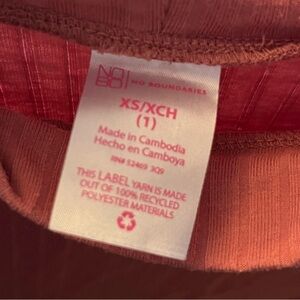 NO
BO NO BOUNDARIES
XS/XCH
(1)
Made in Cambodia
Hecho en Camboya
RN# 52469 3Q9
THIS LABEL YARN IS MADE
OUT OF 100% RECYCLED
POLYESTER MATERIALS